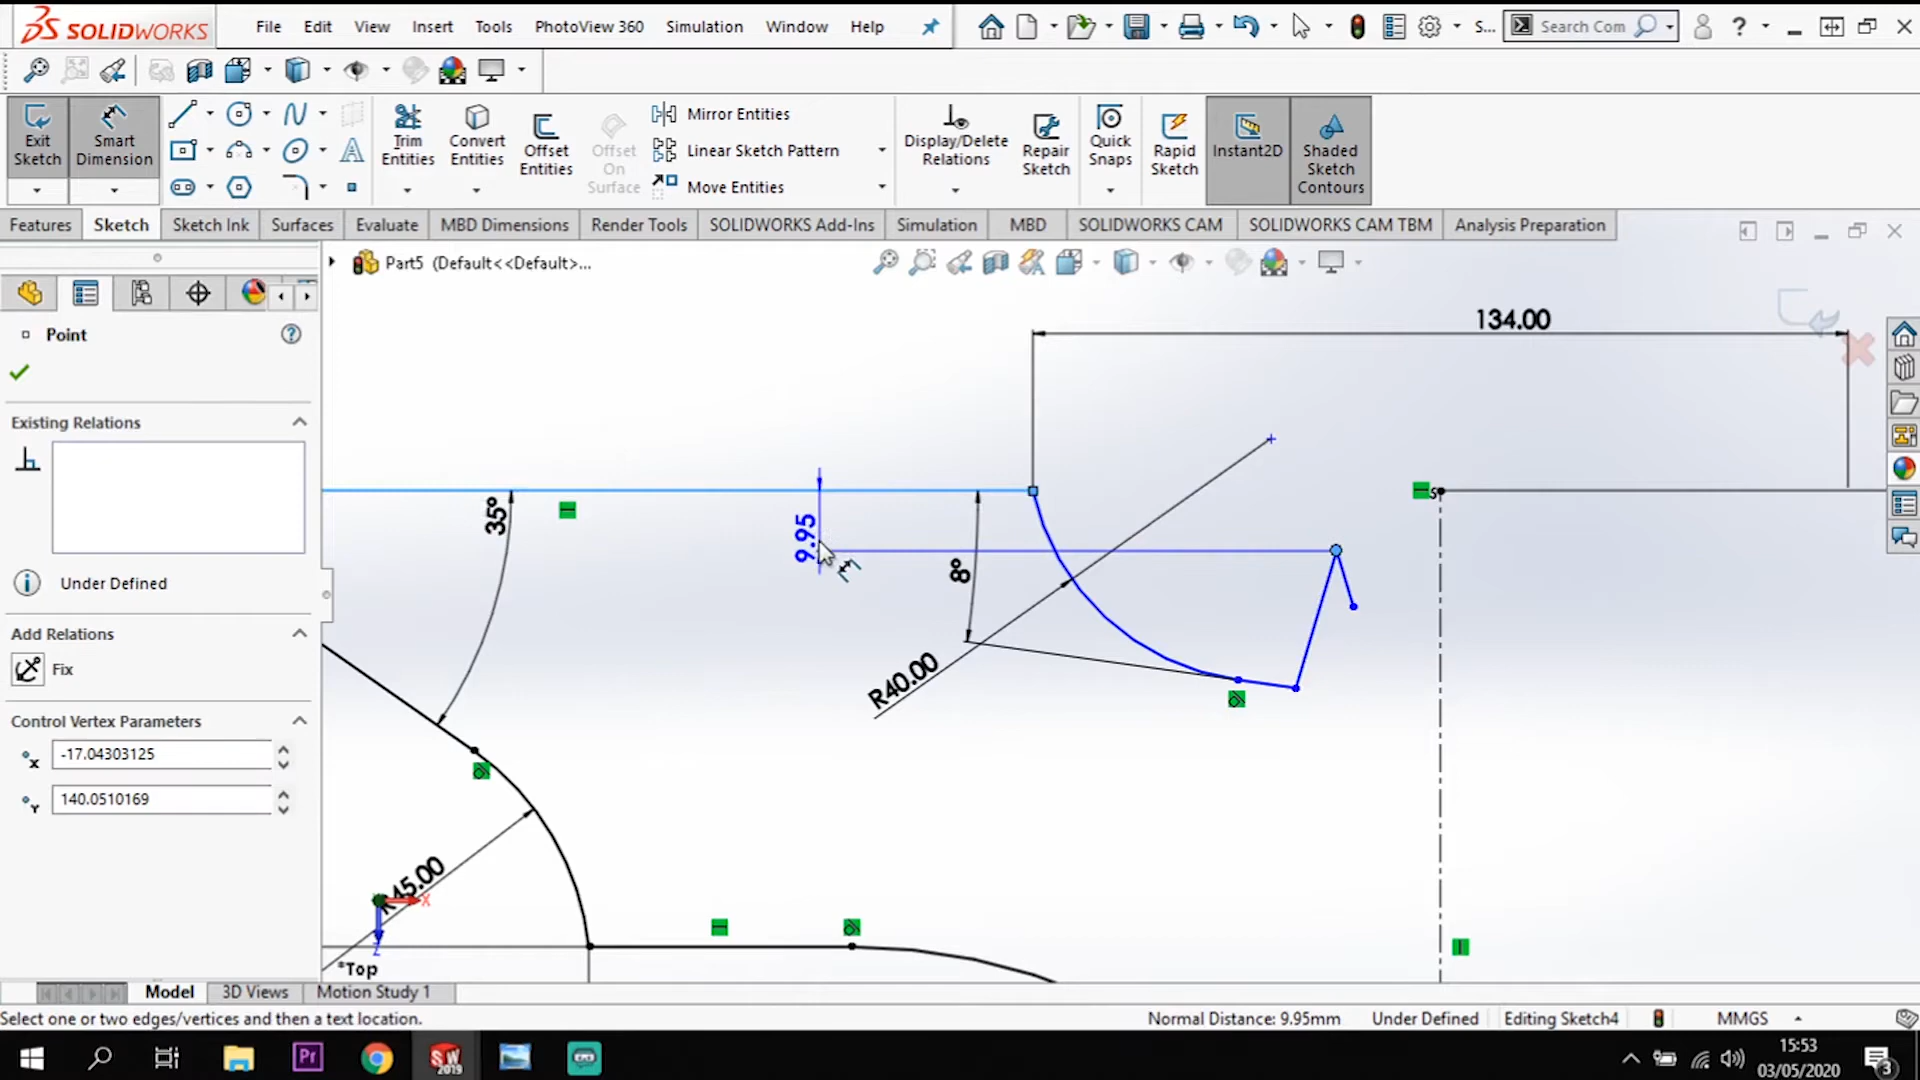 SOLIDWORKS File Edit View Insert Tools PhotoView 360 Simulation Window Help S... Search Com ?
Exit Sketch
Smart Dimension
Trim Entities
Convert Entities
Offset Entities
Offset On Surface
Mirror Entities
Linear Sketch Pattern
Move Entities
Display/Delete Relations
Repair Sketch
Quick Snaps
Rapid Sketch
Instant2D
Shaded Sketch Contours
Features Sketch Sketch Ink Surfaces Evaluate MBD Dimensions Render Tools SOLIDWORKS Add-Ins Simulation MBD SOLIDWORKS CAM SOLIDWORKS CAM TBM Analysis Preparation
Part5 (Default<<Default>...
Point
Existing Relations
Under Defined
Add Relations
Fix
Control Vertex Parameters
X -17.04303125
Y 140.0510169
134.00
35°
9.95
8°
5
R40.00
R45.00
X
Z
*Top
Model 3D Views Motion Study 1
Select one or two edges/vertices and then a text location. Normal Distance: 9.95mm Under Defined Editing Sketch4 MMGS
Pr
SW
2019
15:53
03/05/2020
3